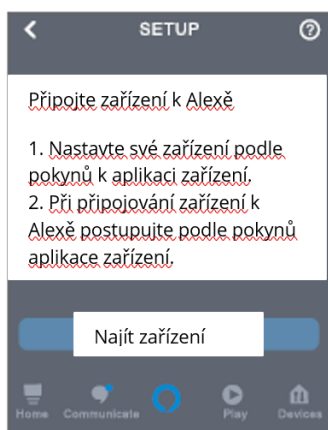 SETUP
Připojte zařízení k Alexě
1. Nastavte své zařízení podle
pokynů k aplikaci zařízení.
2. Při připojování zařízení k
Alexě postupujte podle pokynů
aplikace zařízení.
Najít zařízení
Home Communicate Play Devices